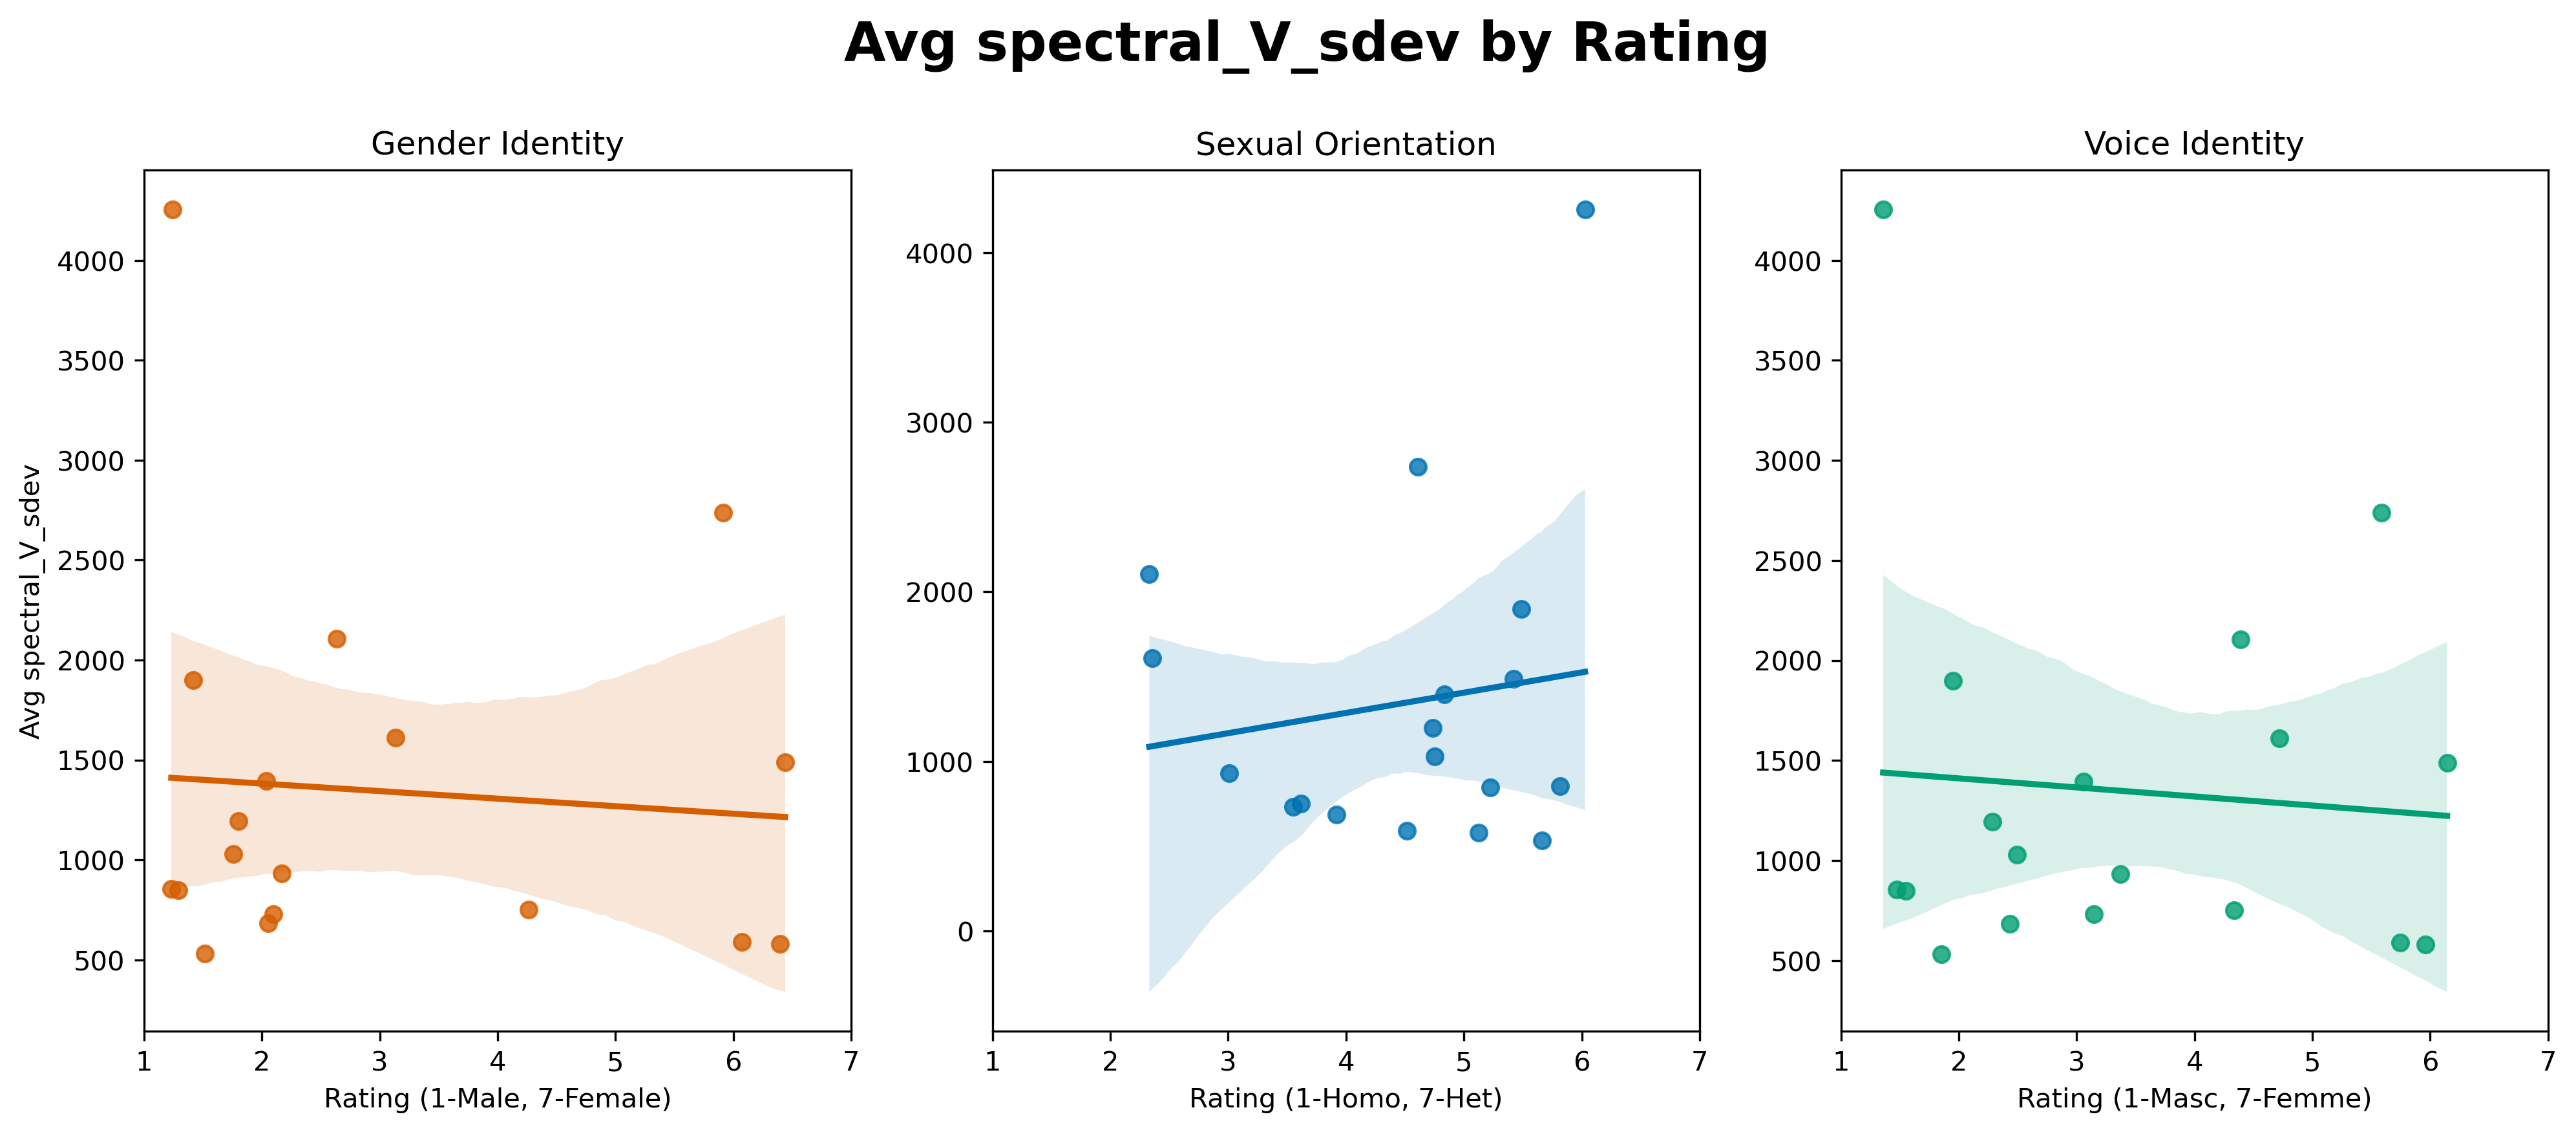 Avg spectral_V_sdev by Rating
Gender Identity
Avg spectral_V_sdev
4000
3500
3000
2500
2000
1500
1000
500
1 2 3 4 5 6 7
Rating (1-Male, 7-Female)
Sexual Orientation
4000
3000
2000
1000
0
1 2 3 4 5 6 7
Rating (1-Homo, 7-Het)
Voice Identity
4000
3500
3000
2500
2000
1500
1000
500
1 2 3 4 5 6 7
Rating (1-Masc, 7-Femme)